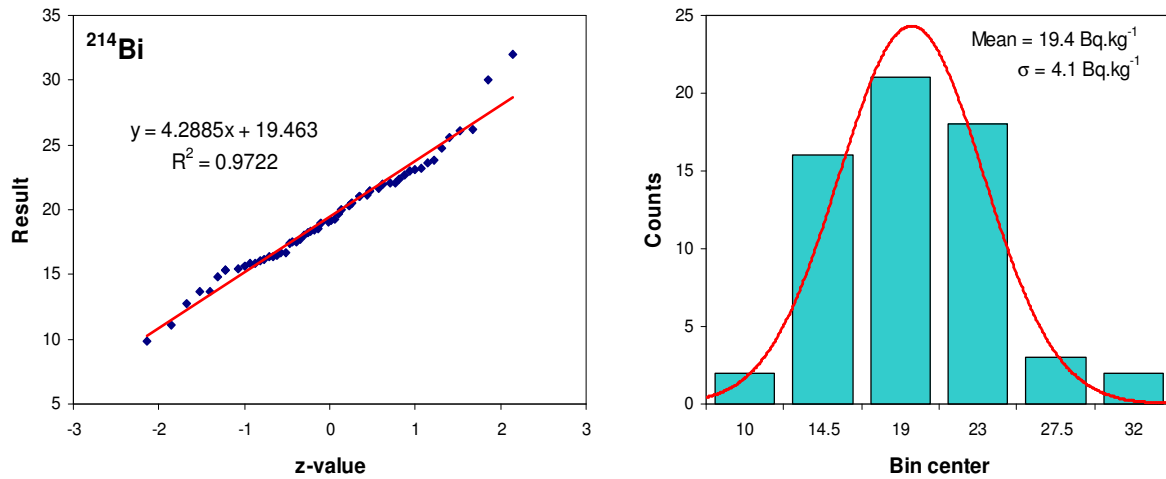 ²¹⁴Bi
y = 4.2885x + 19.463
R² = 0.9722
Result
35
30
25
20
15
10
5
-3 -2 -1 0 1 2 3
z-value
Mean = 19.4 Bq.kg⁻¹
σ = 4.1 Bq.kg⁻¹
Counts
25
20
15
10
5
0
10 14.5 19 23 27.5 32
Bin center